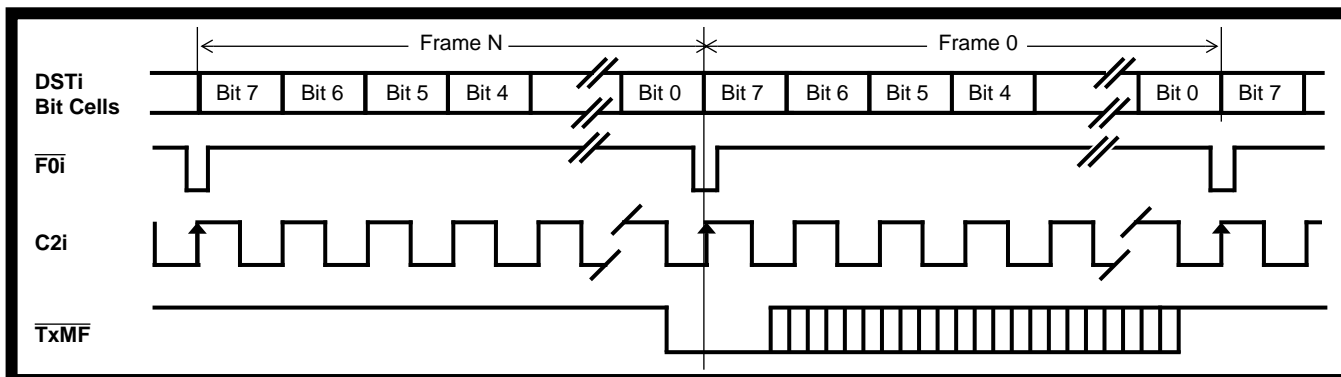 Frame N
Frame 0
DSTi
Bit Cells
Bit 7
Bit 6
Bit 5
Bit 4
Bit 0
Bit 7
Bit 6
Bit 5
Bit 4
Bit 0
Bit 7
F0i
C2i
TxMF